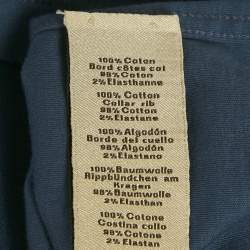 100% Coton
Bord côtes col
98% Coton
2% Elasthanne
100% Cotton
Collar rib
98% Cotton
2% Elastane
100% Algodón
Borde del cuello
98% Algodón
2% Elastano
100% Baumwolle
Rippbündchen am
Kragen
98% Baumwolle
2% Elasthan
100% Cotone
Costina collo
98% Cotone
2% Elastan